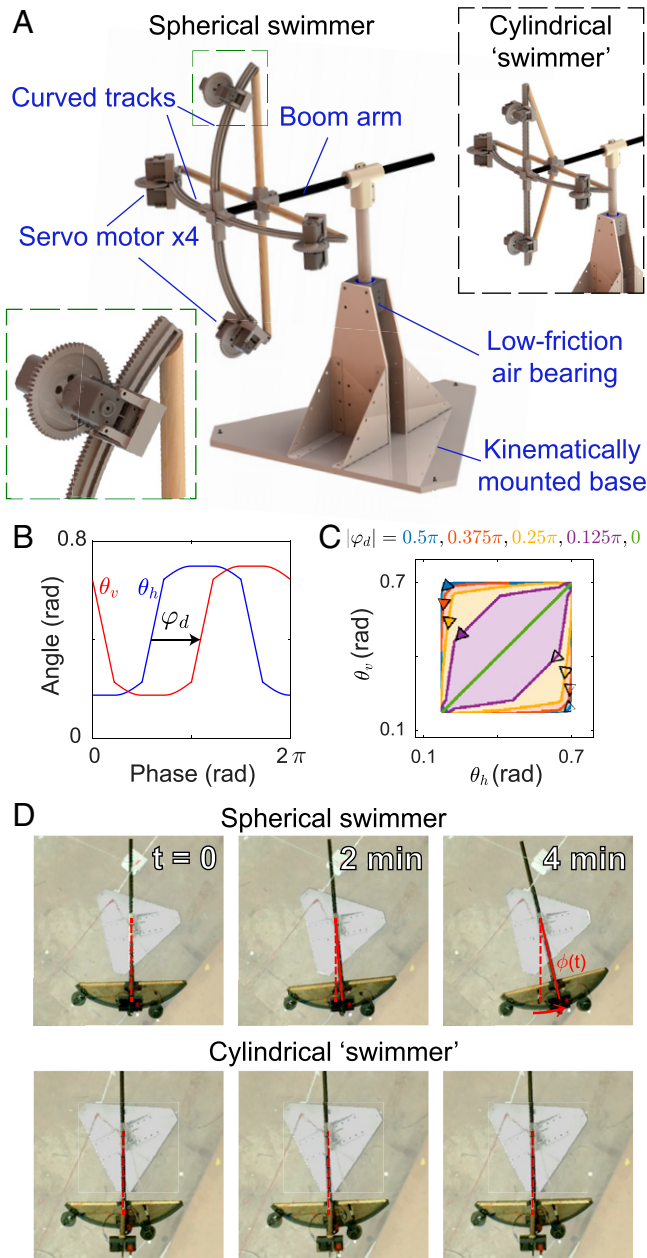 A
Spherical swimmer
Cylindrical
‘swimmer’
Curved tracks
Boom arm
Servo motor x4
Low-friction
air bearing
Kinematically
mounted base
B
0.8
Angle (rad)
0
θv
θh
φd
0
2π
Phase (rad)
C
|φd| = 0.5π, 0.375π, 0.25π, 0.125π, 0
0.7
θv (rad)
0.1
0.1
0.7
θh (rad)
D
Spherical swimmer
t = 0
2 min
4 min
ϕ(t)
Cylindrical ‘swimmer’